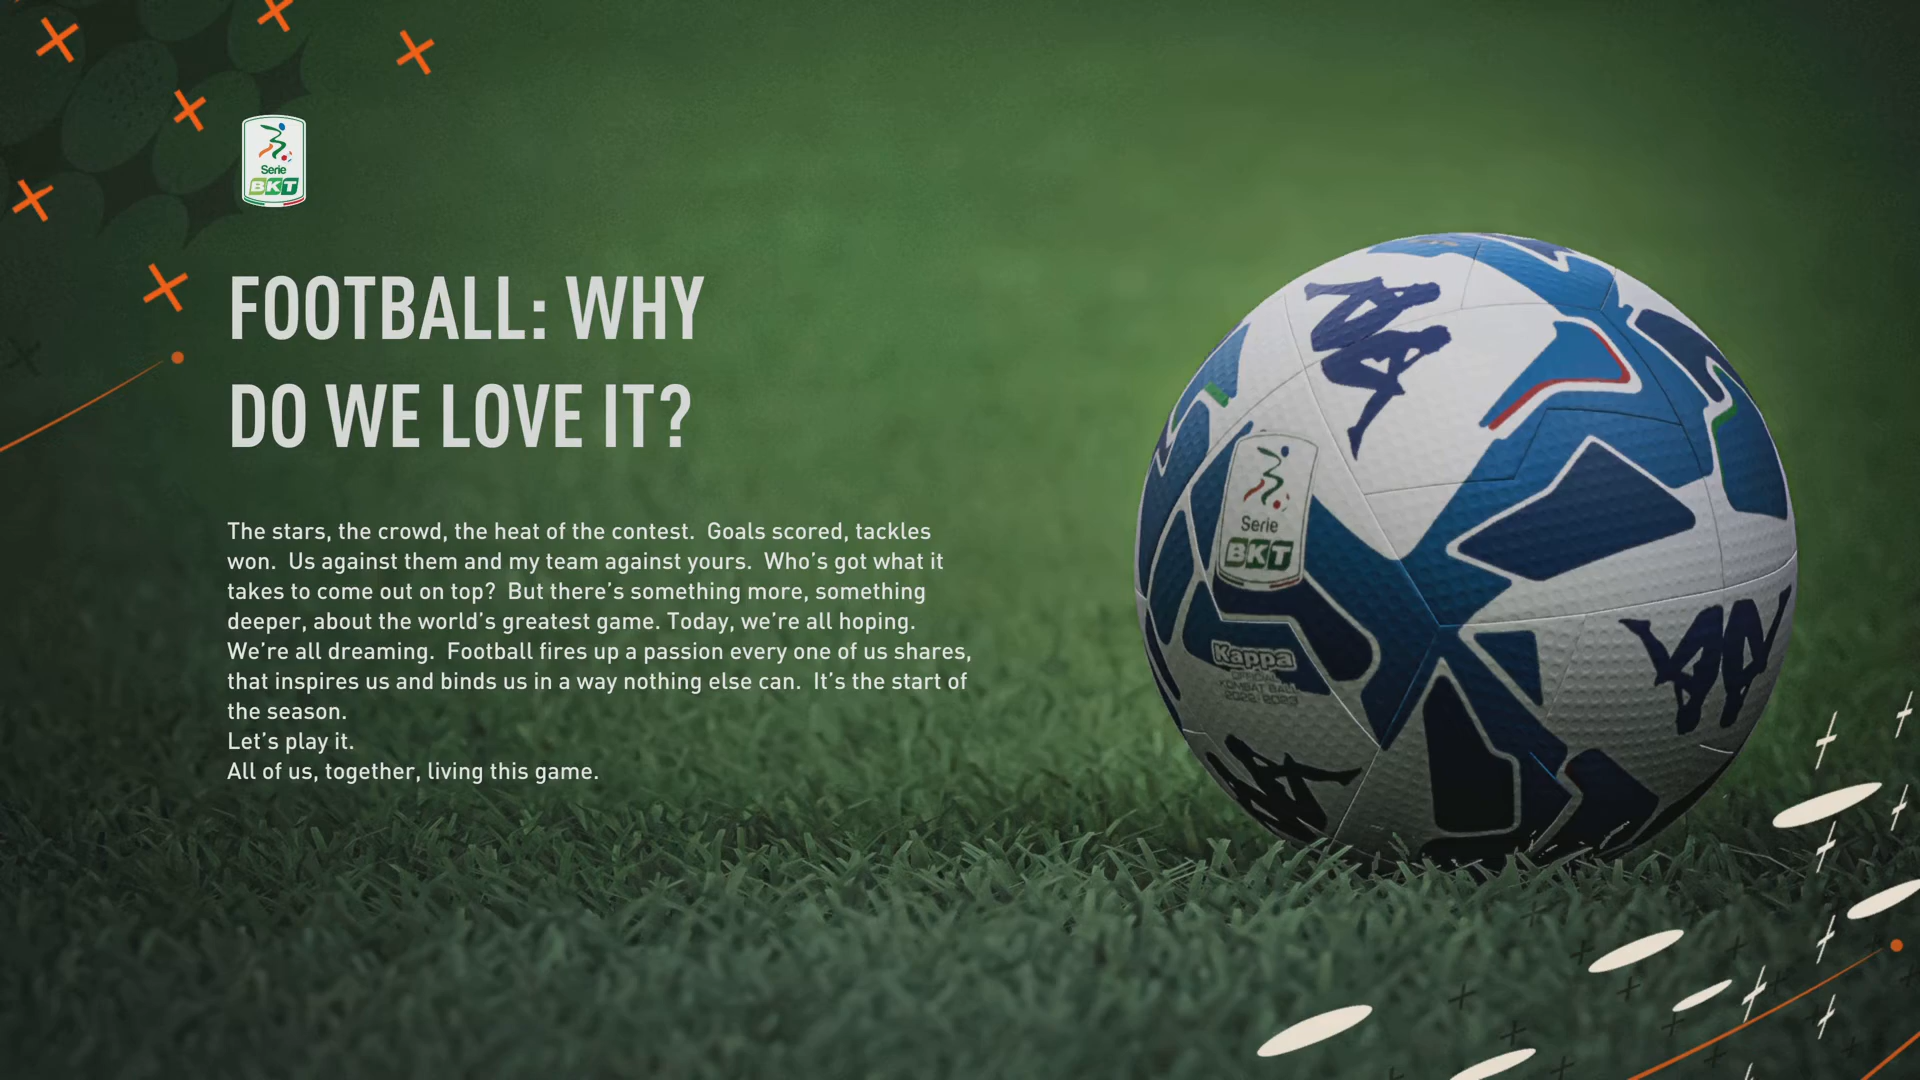 Serie
BKT
FOOTBALL: WHY
DO WE LOVE IT?
The stars, the crowd, the heat of the contest.  Goals scored, tackles
won.  Us against them and my team against yours.  Who’s got what it
takes to come out on top?  But there’s something more, something
deeper, about the world’s greatest game. Today, we’re all hoping.
We’re all dreaming.  Football fires up a passion every one of us shares,
that inspires us and binds us in a way nothing else can.  It’s the start of
the season.
Let’s play it.
All of us, together, living this game.
Serie
BKT
Kappa
OFFICIAL
KOMBAT BALL
2022 2023